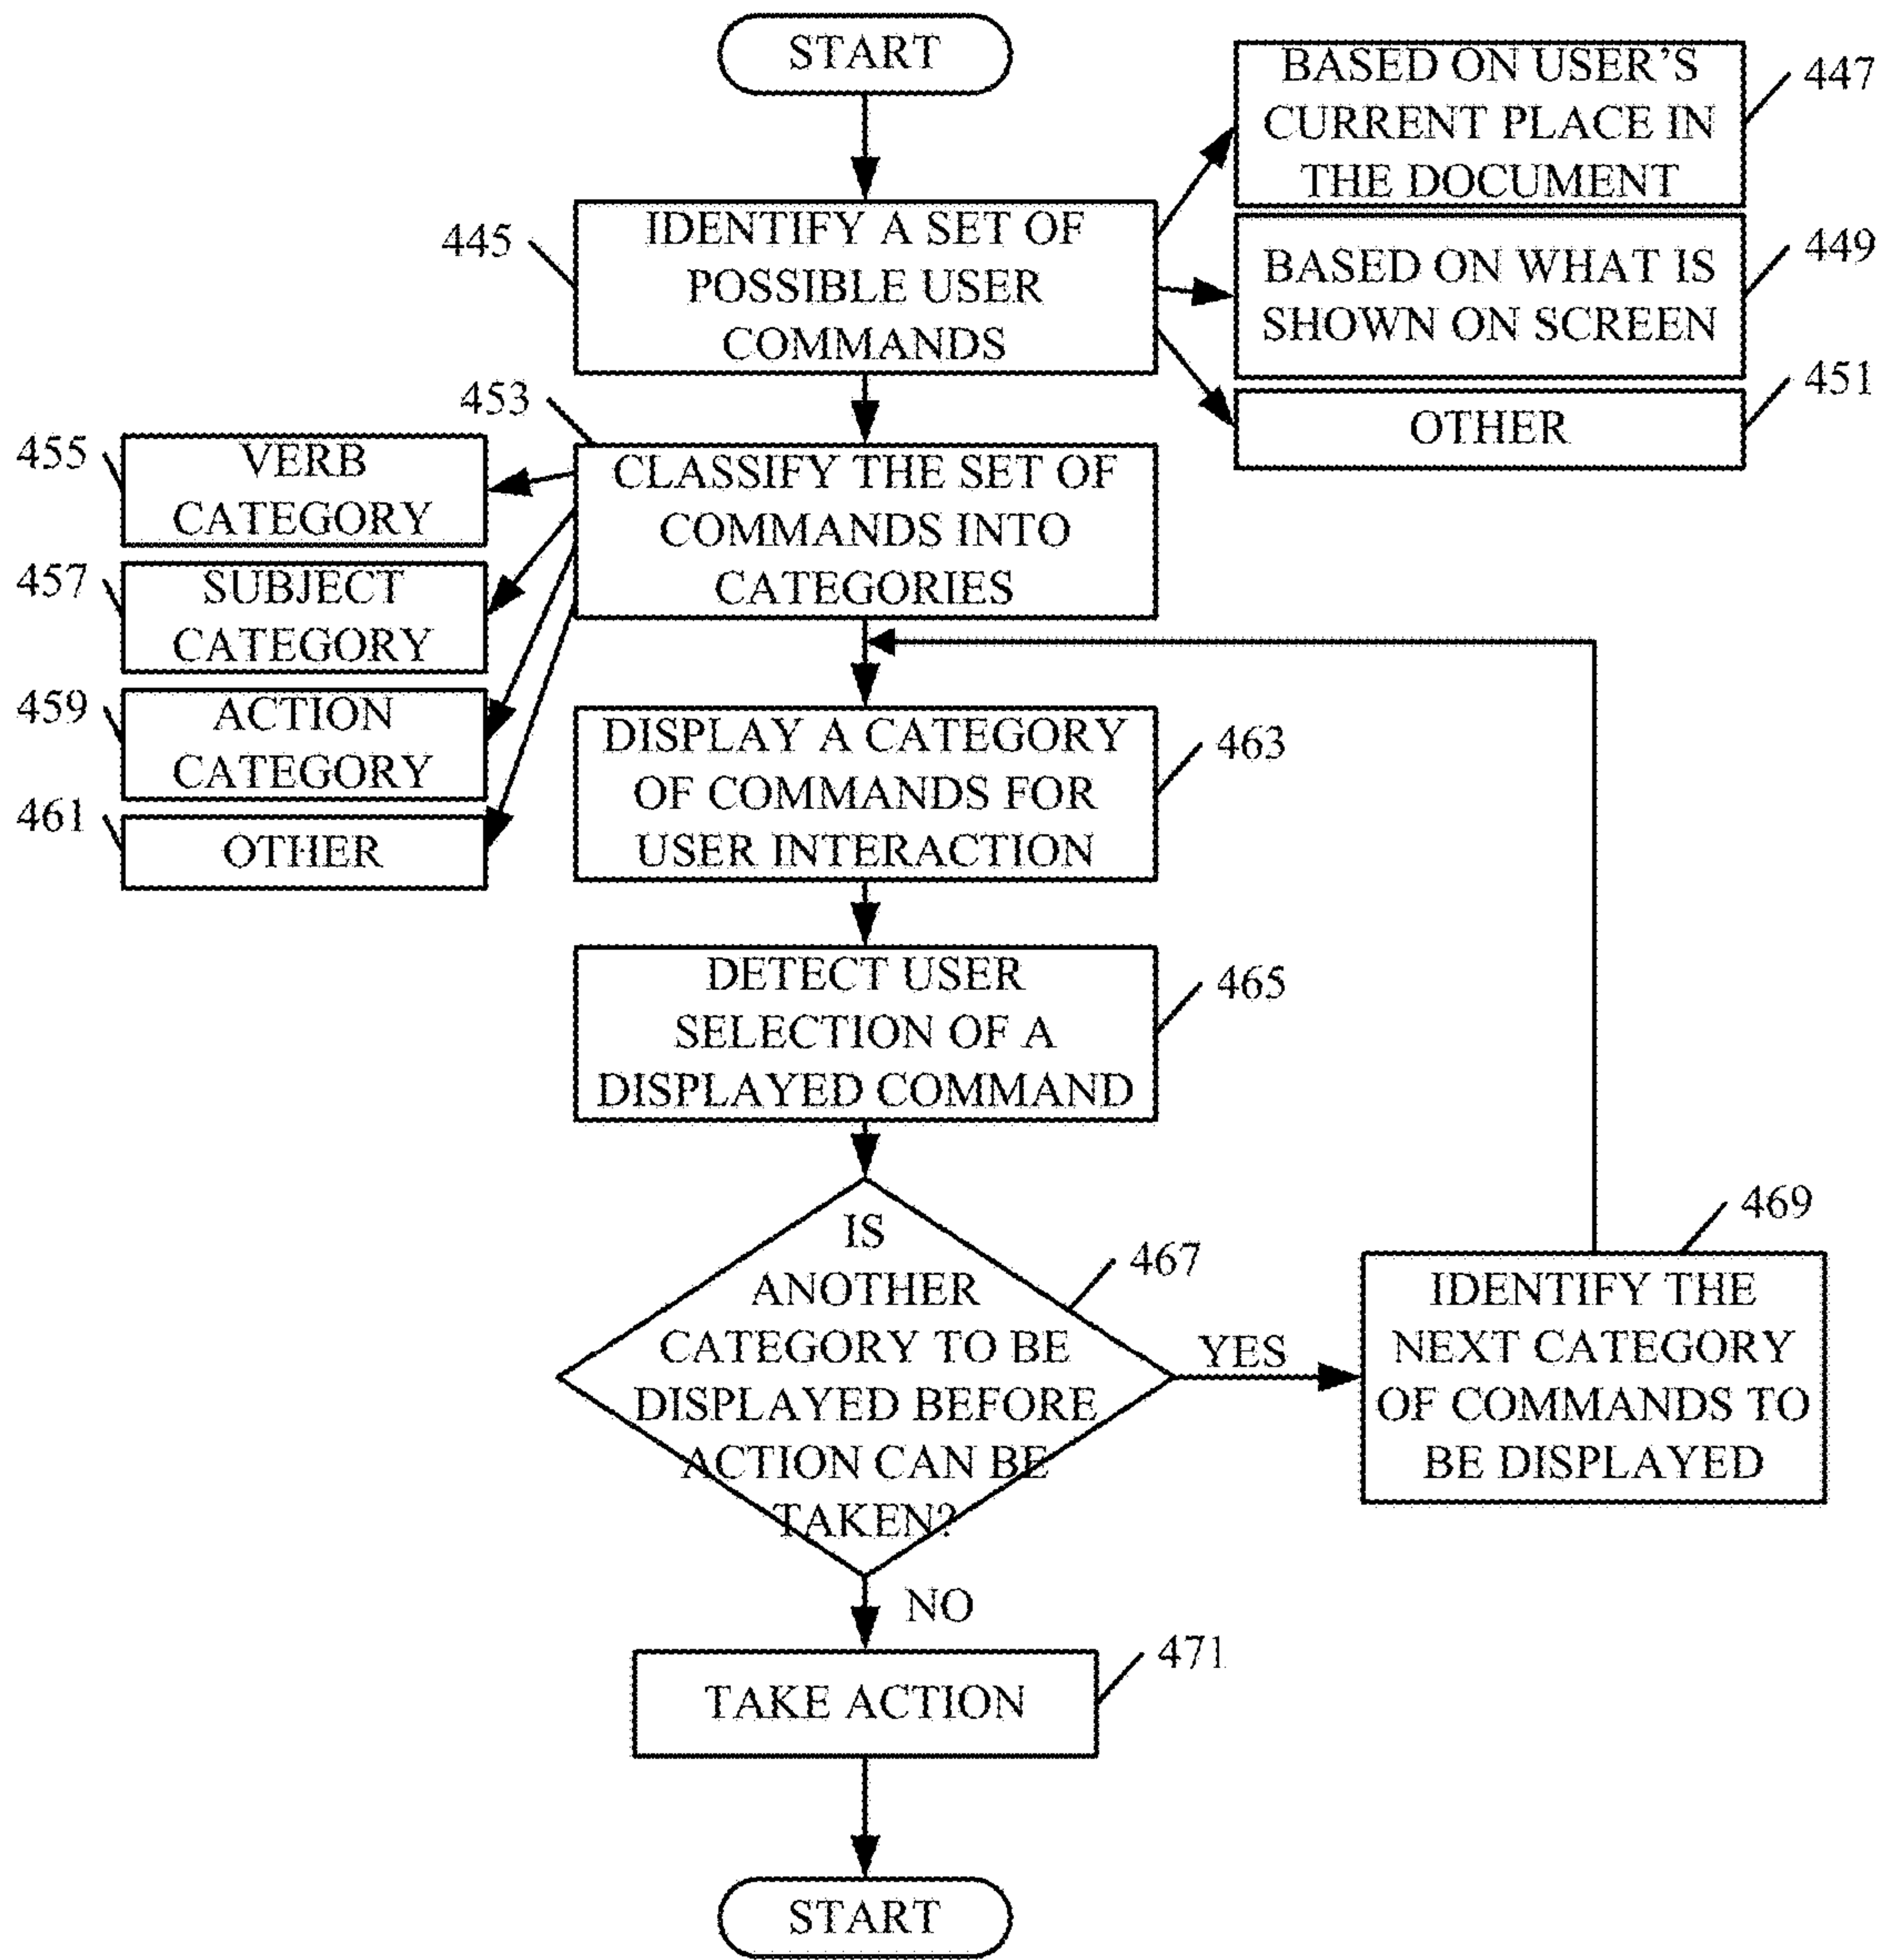 START
BASED ON USER'S
CURRENT PLACE IN
THE DOCUMENT
447
445
IDENTIFY A SET OF
POSSIBLE USER
COMMANDS
BASED ON WHAT IS
SHOWN ON SCREEN
449
OTHER
451
453
CLASSIFY THE SET OF
COMMANDS INTO
CATEGORIES
455
VERB
CATEGORY
457
SUBJECT
CATEGORY
459
ACTION
CATEGORY
461
OTHER
DISPLAY A CATEGORY
OF COMMANDS FOR
USER INTERACTION
463
DETECT USER
SELECTION OF A
DISPLAYED COMMAND
465
IS
ANOTHER
CATEGORY TO BE
DISPLAYED BEFORE
ACTION CAN BE
TAKEN?
467
YES
469
IDENTIFY THE
NEXT CATEGORY
OF COMMANDS TO
BE DISPLAYED
NO
TAKE ACTION
471
START